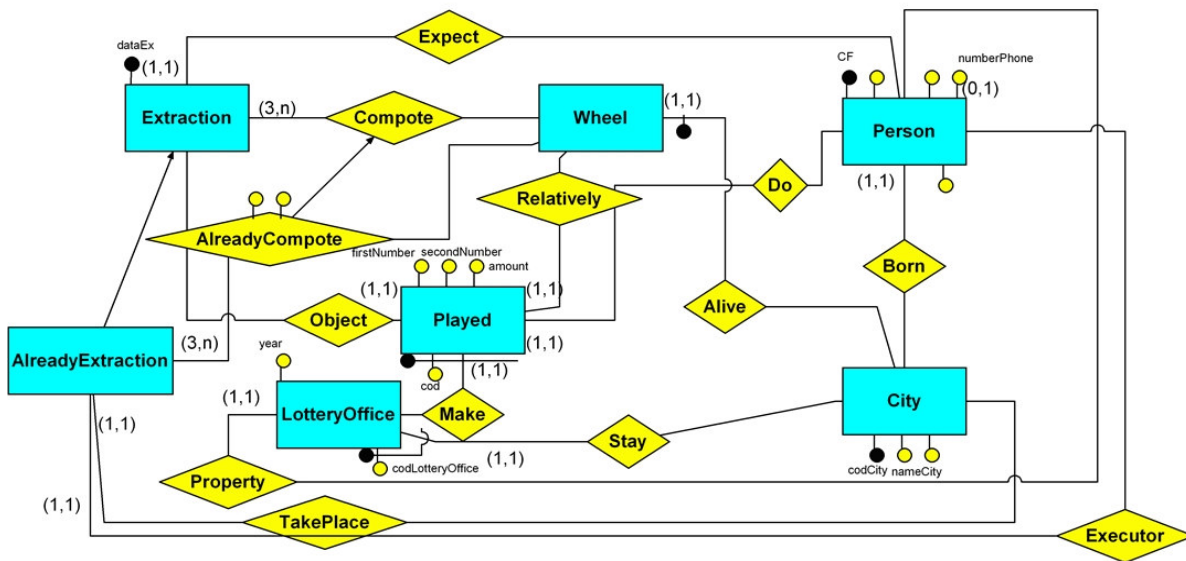 Expect
dataEx
(1,1)
CF
numberPhone
(0,1)
Extraction
(3,n)
Compote
Wheel
(1,1)
Person
(1,1)
Do
Relatively
AlreadyCompote
firstNumber
secondNumber
amount
Born
(1,1)
(1,1)
Object
Played
Alive
(1,1)
AlreadyExtraction
(3,n)
year
cod
(1,1)
(1,1)
LotteryOffice
Make
City
(1,1)
Stay
(1,1)
codLotteryOffice
codCity
nameCity
Property
(1,1)
TakePlace
Executor